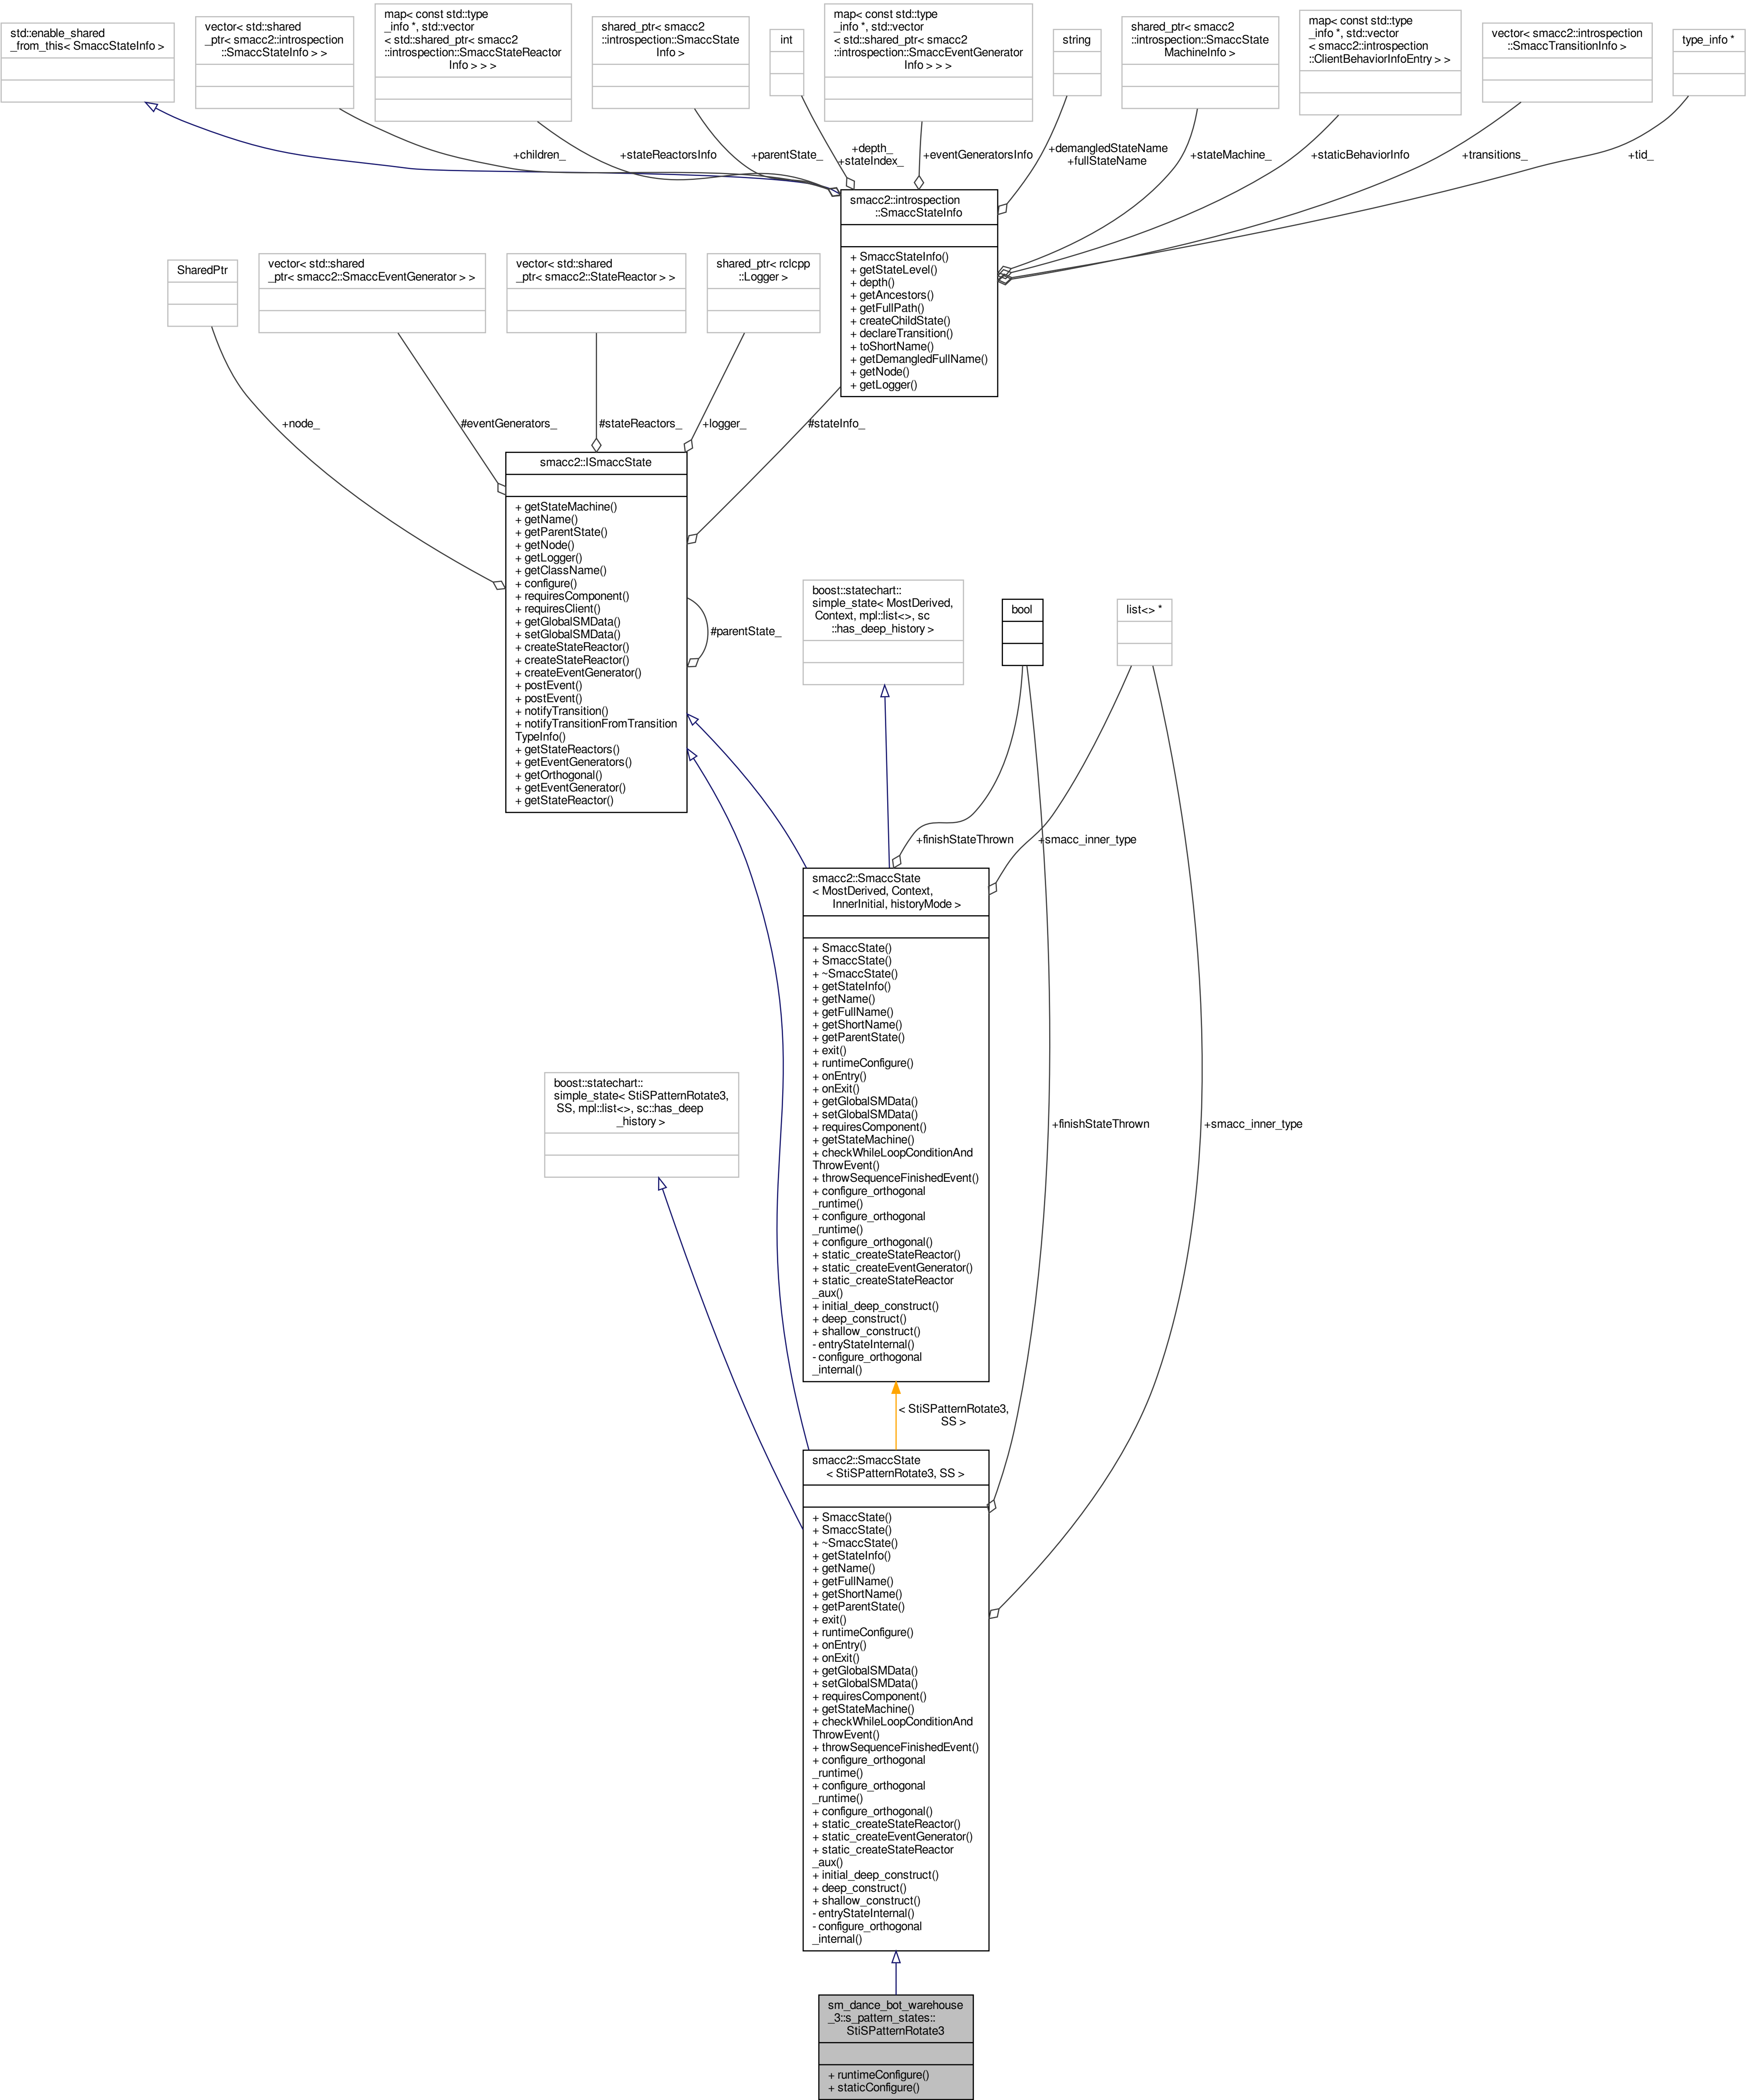 std::enable_shared
_from_this< SmaccStateInfo >
vector< std::shared
_ptr< smacc2::introspection
::SmaccStateInfo > >
map< const std::type
_info *, std::vector
< std::shared_ptr< smacc2
::introspection::SmaccStateReactor
Info > > >
shared_ptr< smacc2
::introspection::SmaccState
Info >
int
map< const std::type
_info *, std::vector
< std::shared_ptr< smacc2
::introspection::SmaccEventGenerator
Info > > >
string
shared_ptr< smacc2
::introspection::SmaccState
MachineInfo >
map< const std::type
_info *, std::vector
< smacc2::introspection
::ClientBehaviorInfoEntry > >
vector< smacc2::introspection
::SmaccTransitionInfo >
type_info *
+children_
+stateReactorsInfo
+parentState_
+depth_
+stateIndex_
+eventGeneratorsInfo
+demangledStateName
+fullStateName
+stateMachine_
+staticBehaviorInfo
+transitions_
+tid_
smacc2::introspection
::SmaccStateInfo
+ SmaccStateInfo()
+ getStateLevel()
+ depth()
+ getAncestors()
+ getFullPath()
+ createChildState()
+ declareTransition()
+ toShortName()
+ getDemangledFullName()
+ getNode()
+ getLogger()
SharedPtr
vector< std::shared
_ptr< smacc2::SmaccEventGenerator > >
vector< std::shared
_ptr< smacc2::StateReactor > >
shared_ptr< rclcpp
::Logger >
+node_
#eventGenerators_
#stateReactors_
+logger_
#stateInfo_
smacc2::ISmaccState
+ getStateMachine()
+ getName()
+ getParentState()
+ getNode()
+ getLogger()
+ getClassName()
+ configure()
+ requiresComponent()
+ requiresClient()
+ getGlobalSMData()
+ setGlobalSMData()
+ createStateReactor()
+ createStateReactor()
+ createEventGenerator()
+ postEvent()
+ postEvent()
+ notifyTransition()
+ notifyTransitionFromTransition
TypeInfo()
+ getStateReactors()
+ getEventGenerators()
+ getOrthogonal()
+ getEventGenerator()
+ getStateReactor()
#parentState_
boost::statechart::
simple_state< MostDerived,
Context, mpl::list<>, sc
::has_deep_history >
bool
list<> *
+finishStateThrown
+smacc_inner_type
smacc2::SmaccState
< MostDerived, Context,
InnerInitial, historyMode >
+ SmaccState()
+ SmaccState()
+ ~SmaccState()
+ getStateInfo()
+ getName()
+ getFullName()
+ getShortName()
+ getParentState()
+ exit()
+ runtimeConfigure()
+ onEntry()
+ onExit()
+ getGlobalSMData()
+ setGlobalSMData()
+ requiresComponent()
+ getStateMachine()
+ checkWhileLoopConditionAnd
ThrowEvent()
+ throwSequenceFinishedEvent()
+ configure_orthogonal
_runtime()
+ configure_orthogonal
_runtime()
+ configure_orthogonal()
+ static_createStateReactor()
+ static_createEventGenerator()
+ static_createStateReactor
_aux()
+ initial_deep_construct()
+ deep_construct()
+ shallow_construct()
- entryStateInternal()
- configure_orthogonal
_internal()
boost::statechart::
simple_state< StiSPatternRotate3,
SS, mpl::list<>, sc::has_deep
_history >
+finishStateThrown
+smacc_inner_type
< StiSPatternRotate3,
SS >
smacc2::SmaccState
< StiSPatternRotate3, SS >
+ SmaccState()
+ SmaccState()
+ ~SmaccState()
+ getStateInfo()
+ getName()
+ getFullName()
+ getShortName()
+ getParentState()
+ exit()
+ runtimeConfigure()
+ onEntry()
+ onExit()
+ getGlobalSMData()
+ setGlobalSMData()
+ requiresComponent()
+ getStateMachine()
+ checkWhileLoopConditionAnd
ThrowEvent()
+ throwSequenceFinishedEvent()
+ configure_orthogonal
_runtime()
+ configure_orthogonal
_runtime()
+ configure_orthogonal()
+ static_createStateReactor()
+ static_createEventGenerator()
+ static_createStateReactor
_aux()
+ initial_deep_construct()
+ deep_construct()
+ shallow_construct()
- entryStateInternal()
- configure_orthogonal
_internal()
sm_dance_bot_warehouse
_3::s_pattern_states::
StiSPatternRotate3
+ runtimeConfigure()
+ staticConfigure()